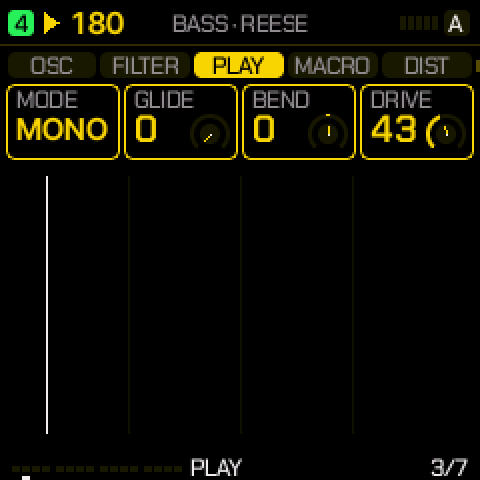 4 180 BASS·REESE A
OSC FILTER PLAY MACRO DIST
MODE GLIDE BEND DRIVE
MONO 0 0 43
PLAY 3/7